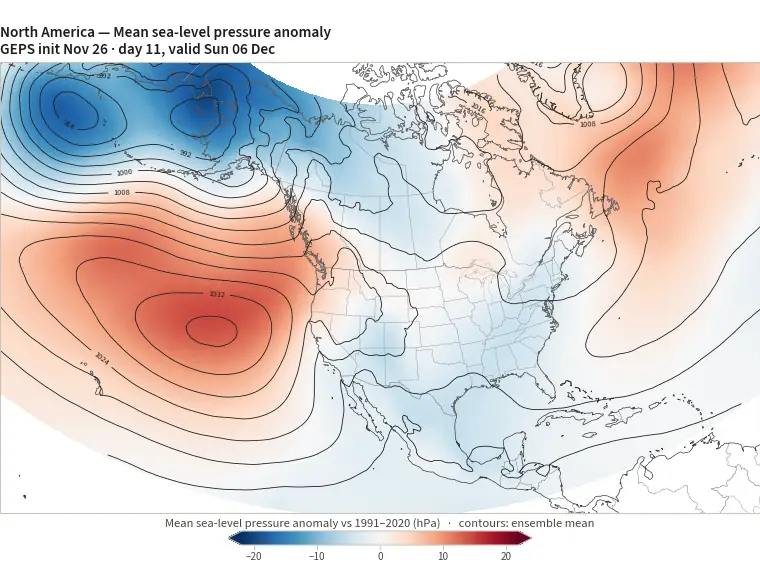 North America — Mean sea-level pressure anomaly
GEPS init Nov 26 · day 11, valid Sun 06 Dec
992
1016
1016
1008
992
1000
1008
1032
1024
Mean sea-level pressure anomaly vs 1991–2020 (hPa) · contours: ensemble mean
−20 −10 0 10 20